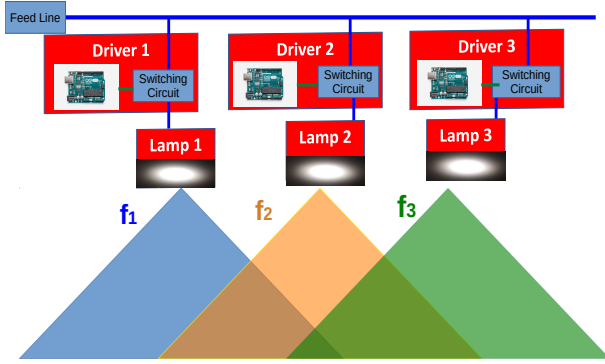 Feed Line
Driver 1
Driver 2
Driver 3
Switching
Circuit
Switching
Circuit
Switching
Circuit
Lamp 1
Lamp 2
Lamp 3
f1
f2
f3